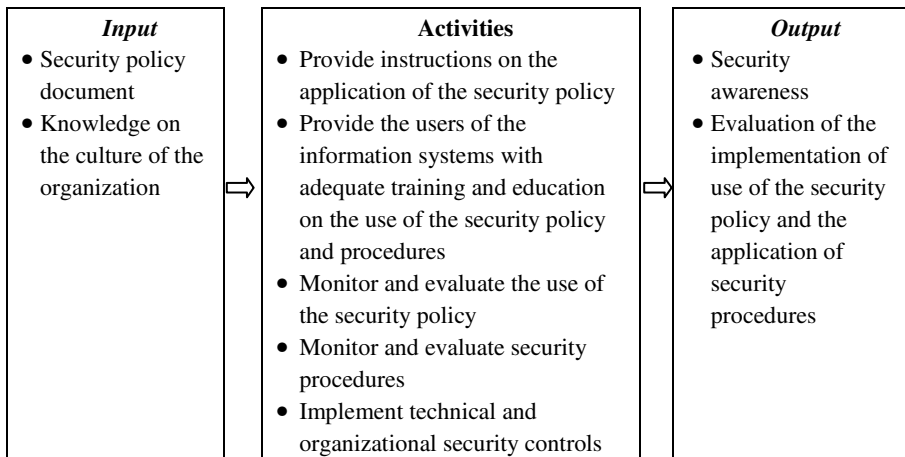 Input
• Security policy
document
• Knowledge on
the culture of the
organization
Activities
• Provide instructions on the
application of the security policy
• Provide the users of the
information systems with
adequate training and education
on the use of the security policy
and procedures
• Monitor and evaluate the use of
the security policy
• Monitor and evaluate security
procedures
• Implement technical and
organizational security controls
Output
• Security
awareness
• Evaluation of the
implementation of
use of the security
policy and the
application of
security
procedures